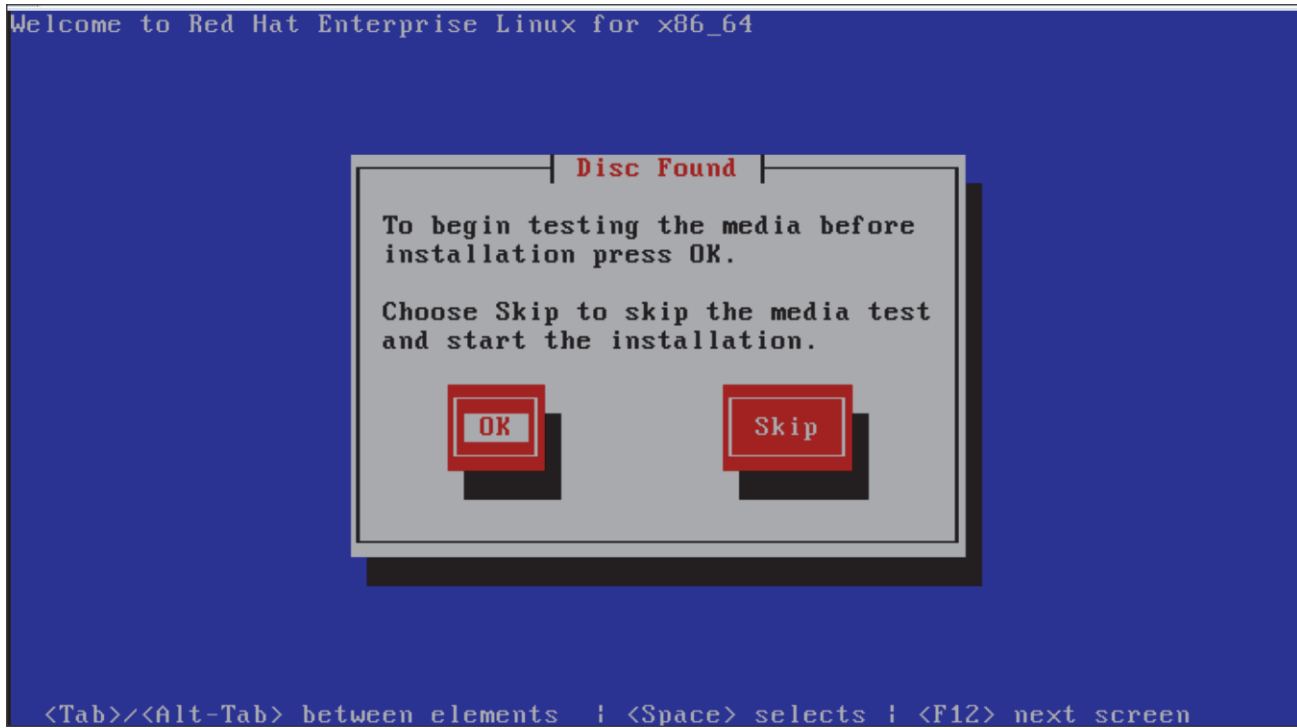 Welcome to Red Hat Enterprise Linux for x86_64
Disc Found
To begin testing the media before
installation press OK.
Choose Skip to skip the media test
and start the installation.
OK
Skip
<Tab>/<Alt-Tab> between elements | <Space> selects | <F12> next screen